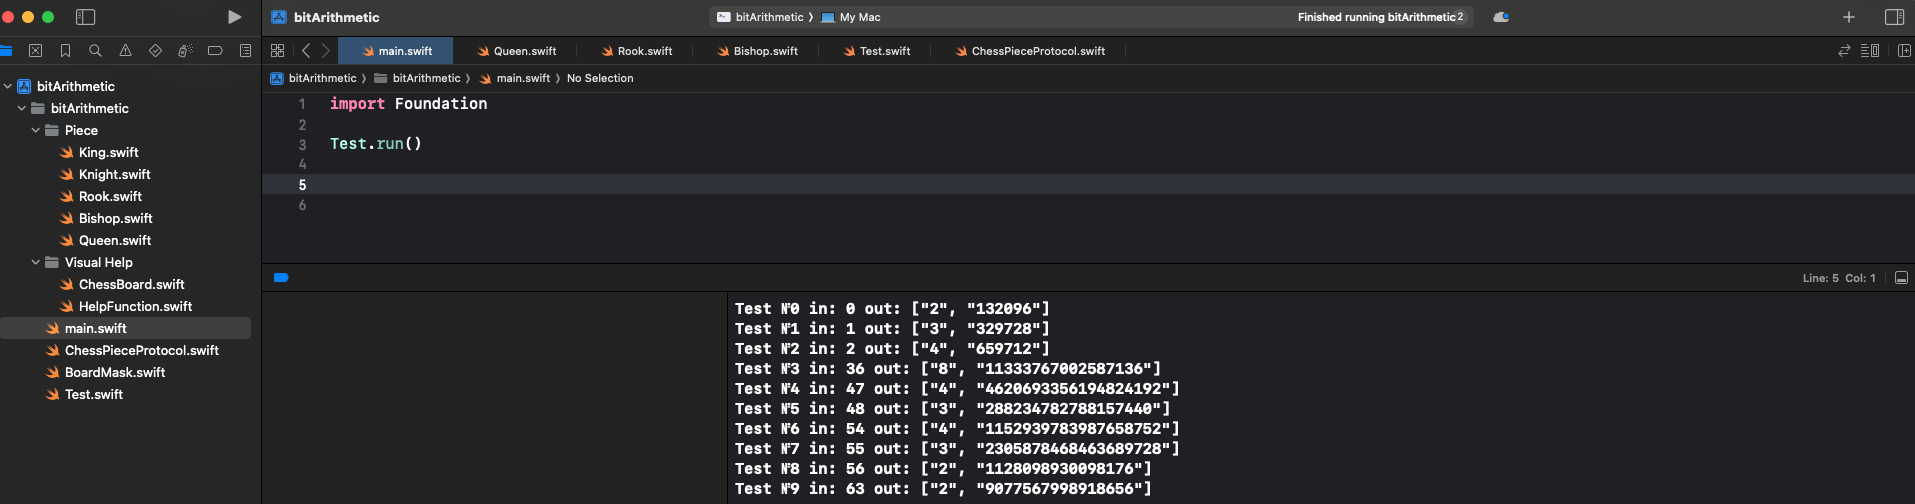 bitArithmetic
bitArithmetic 〉 My Mac
Finished running bitArithmetic 2
main.swift
Queen.swift
Rook.swift
Bishop.swift
Test.swift
ChessPieceProtocol.swift
bitArithmetic 〉 bitArithmetic 〉 main.swift 〉 No Selection
bitArithmetic
bitArithmetic
Piece
King.swift
Knight.swift
Rook.swift
Bishop.swift
Queen.swift
Visual Help
ChessBoard.swift
HelpFunction.swift
main.swift
ChessPieceProtocol.swift
BoardMask.swift
Test.swift
1 import Foundation
2
3 Test.run()
4
5
6
Line: 5 Col: 1
Test №0 in: 0 out: ["2", "132096"]
Test №1 in: 1 out: ["3", "329728"]
Test №2 in: 2 out: ["4", "659712"]
Test №3 in: 36 out: ["8", "11333767002587136"]
Test №4 in: 47 out: ["4", "4620693356194824192"]
Test №5 in: 48 out: ["3", "288234782788157440"]
Test №6 in: 54 out: ["4", "1152939783987658752"]
Test №7 in: 55 out: ["3", "2305878468463689728"]
Test №8 in: 56 out: ["2", "1128098930098176"]
Test №9 in: 63 out: ["2", "9077567998918656"]